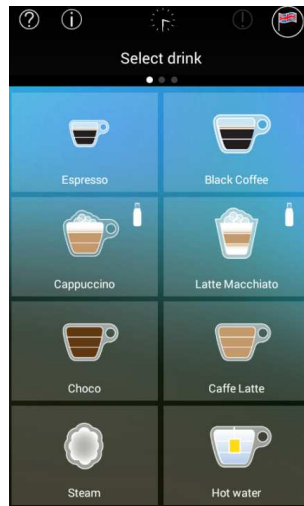 Select drink
Espresso
Black Coffee
Cappuccino
Latte Macchiato
Choco
Caffe Latte
Steam
Hot water